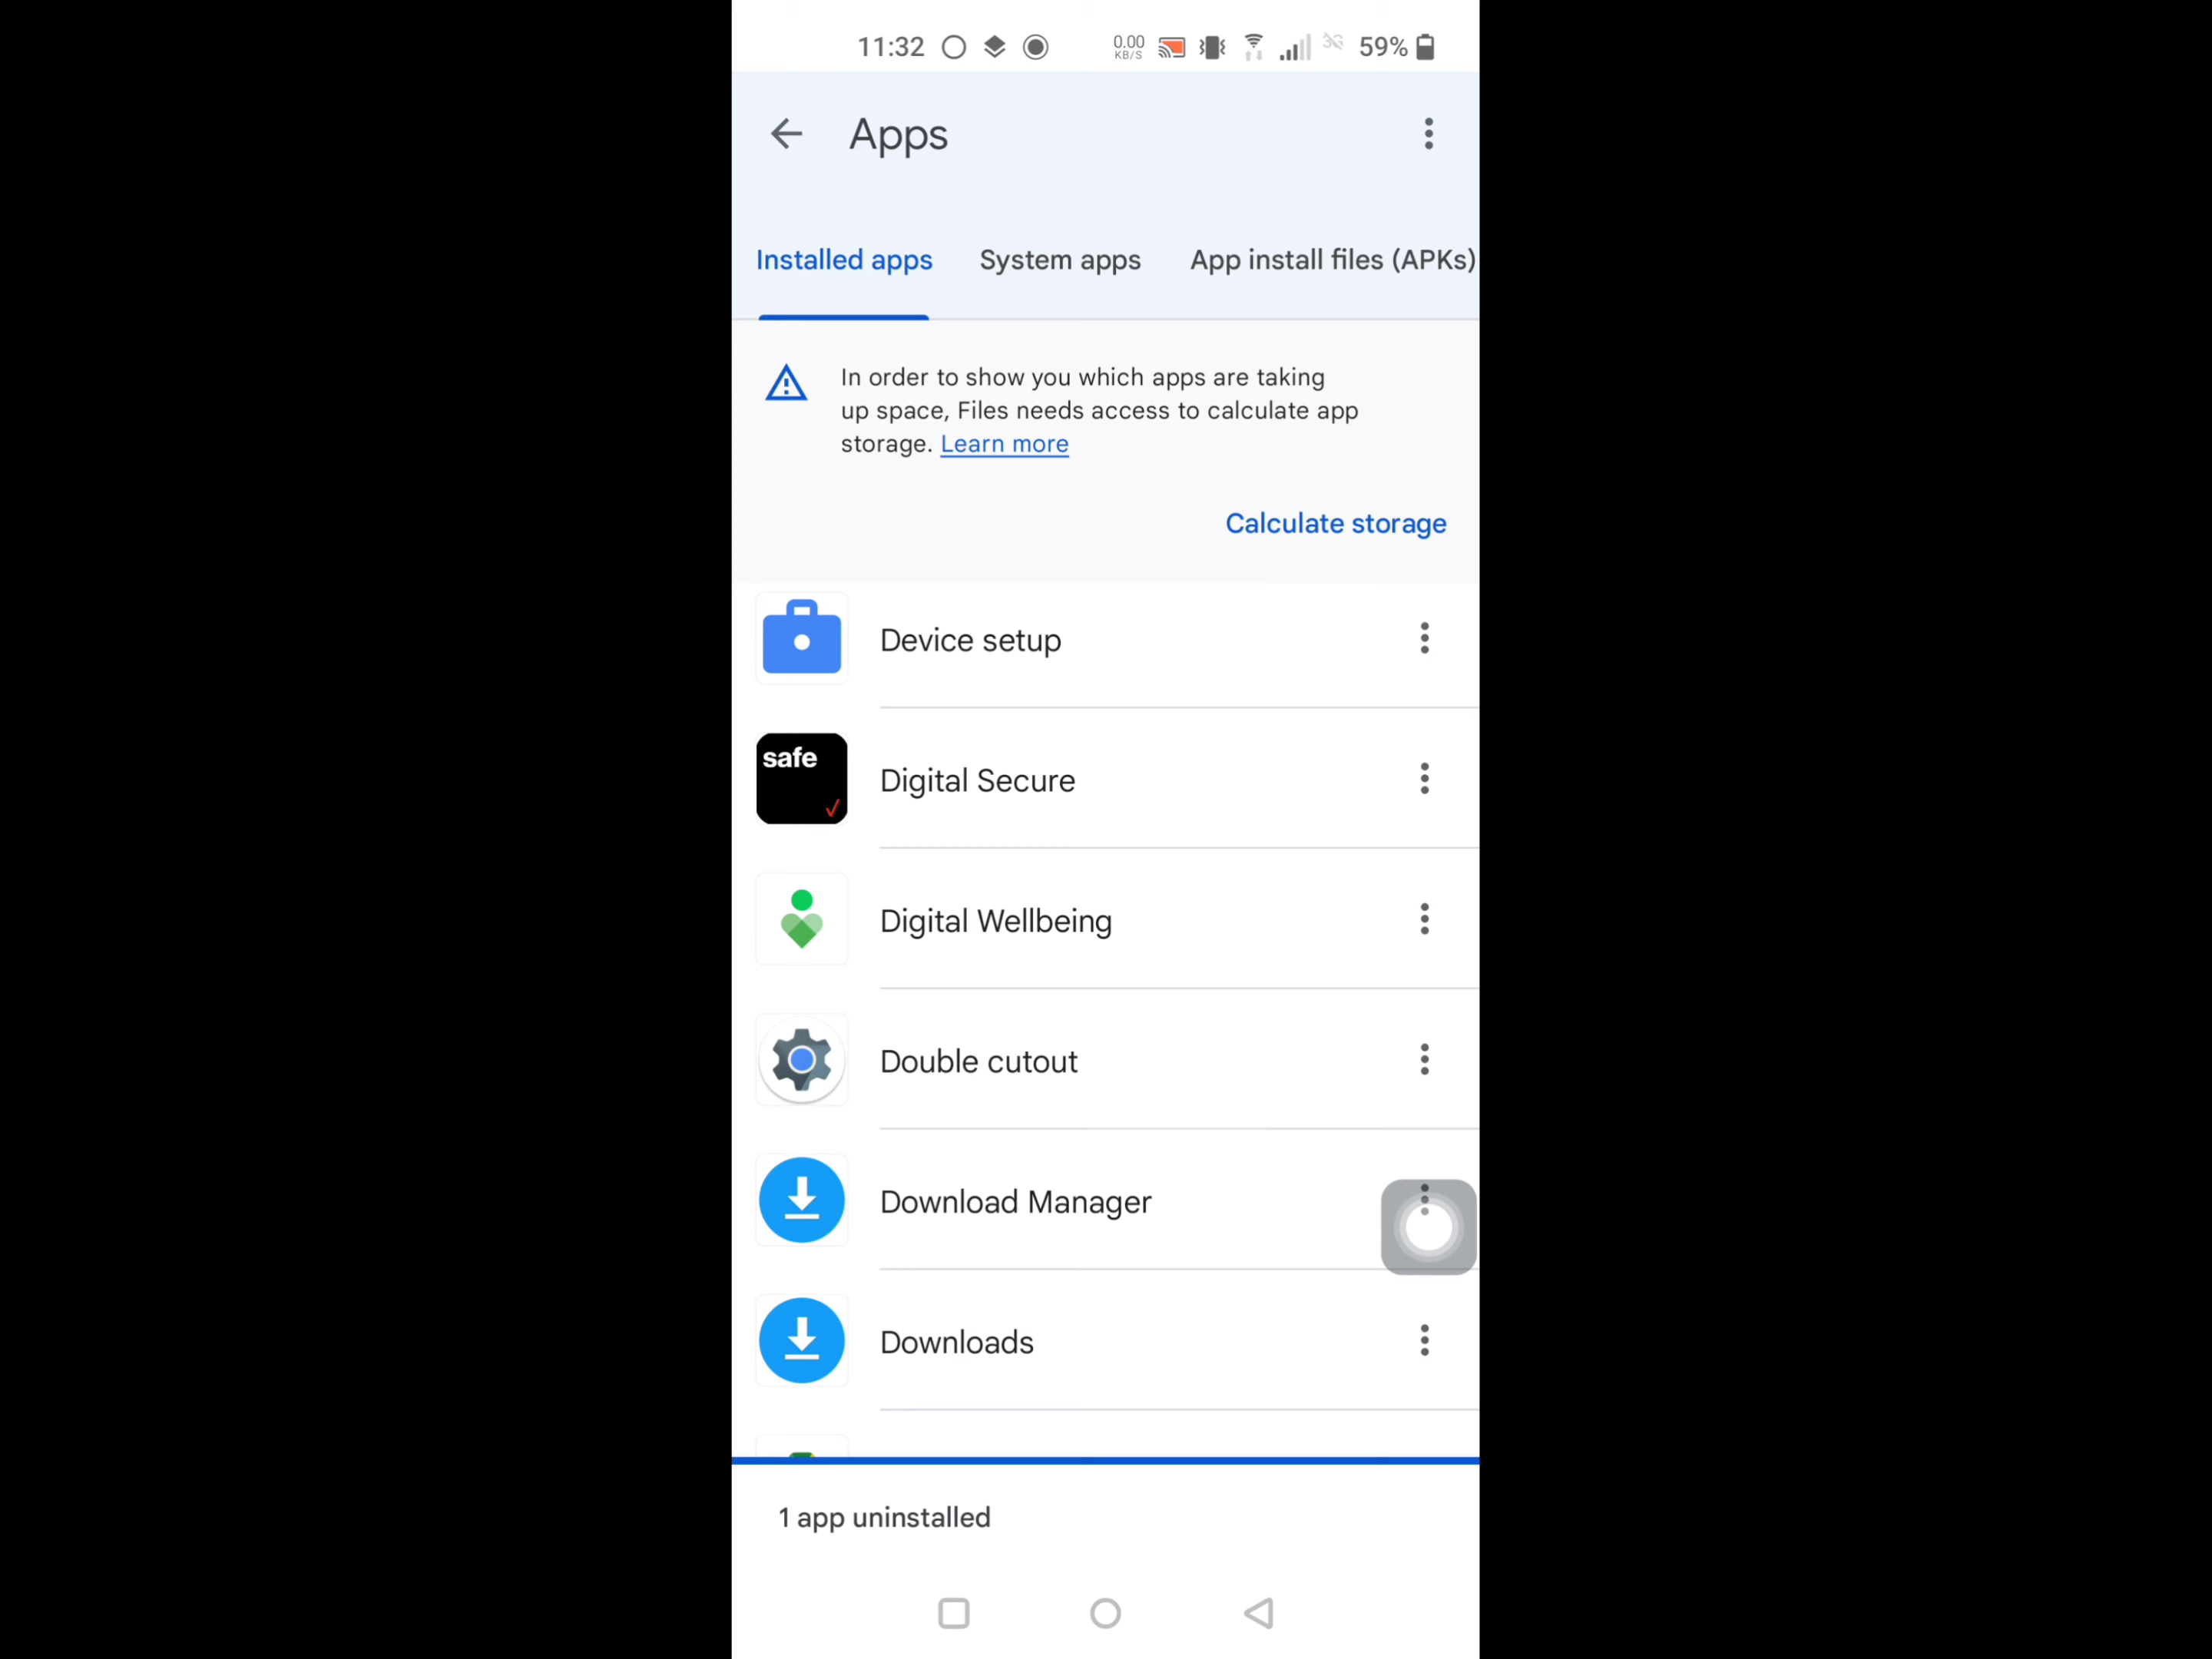 11:32
0.00
KB/S
3G
59%
Apps
Installed apps
System apps
App install files (APKs)
In order to show you which apps are taking
up space, Files needs access to calculate app
storage. Learn more
Calculate storage
Device setup
safe
Digital Secure
Digital Wellbeing
Double cutout
Download Manager
Downloads
1 app uninstalled